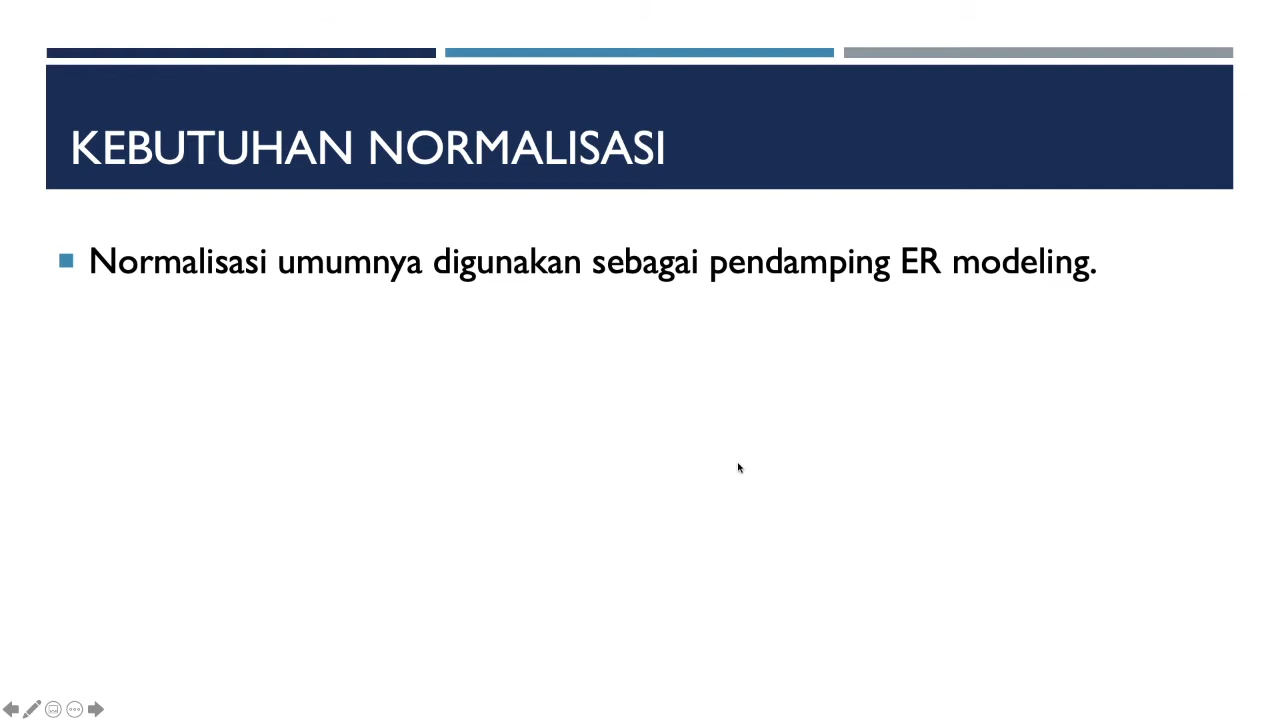 KEBUTUHAN NORMALISASI
Normalisasi umumnya digunakan sebagai pendamping ER modeling.